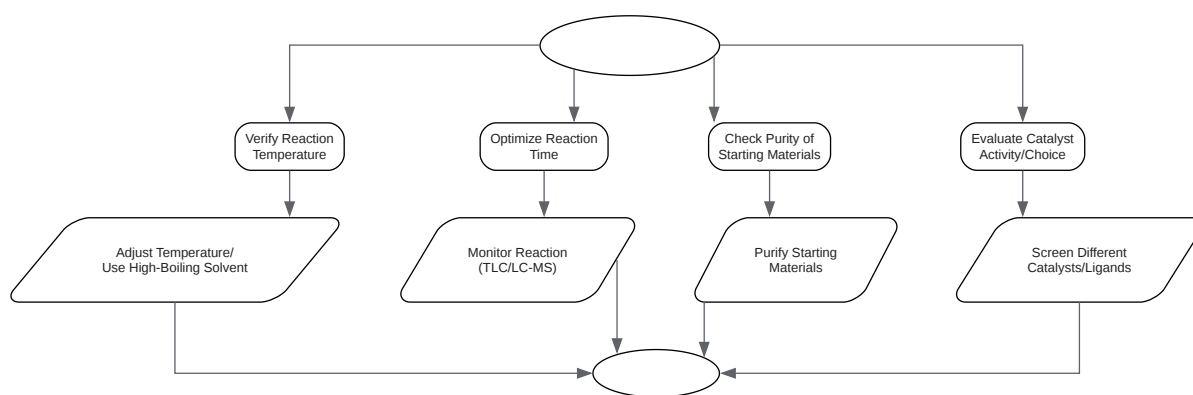 Verify Reaction
Temperature
Optimize Reaction
Time
Check Purity of
Starting Materials
Evaluate Catalyst
Activity/Choice
Adjust Temperature/
Use High-Boiling Solvent
Monitor Reaction
(TLC/LC-MS)
Purify Starting
Materials
Screen Different
Catalysts/Ligands